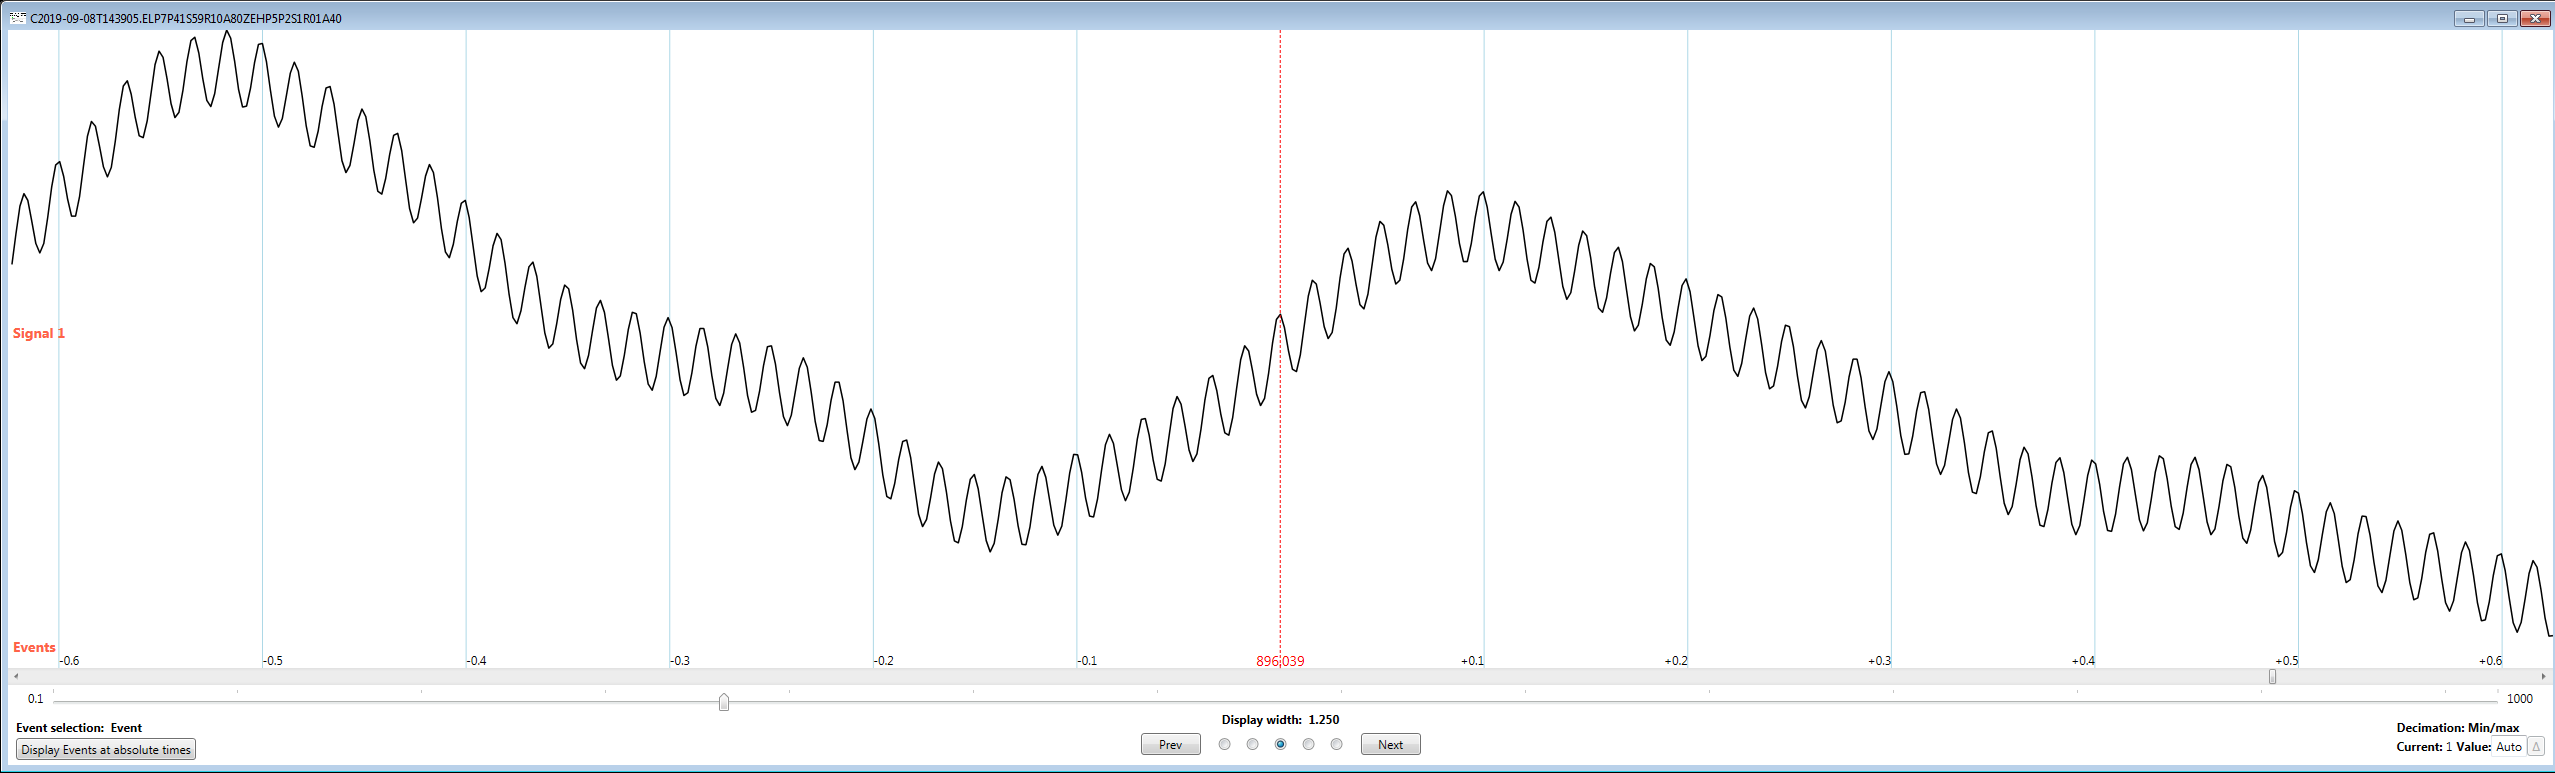 C2019-09-08T143905.ELP7P41S59R10A80ZEHP5P2S1R01A40
Signal 1
Events
-0.6 -0.5 -0.4 -0.3 -0.2 -0.1 896.039 +0.1 +0.2 +0.3 +0.4 +0.5 +0.6
0.1 1000
Display width: 1.250
Event selection: Event
Decimation: Min/max
Display Events at absolute times
Prev Next
Current: 1 Value: Auto Δ